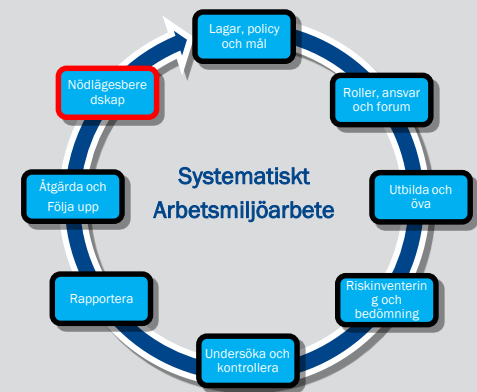 Lagar, policy
och mål
Roller, ansvar
och forum
Utbilda och
öva
Riskinventerin
g och
bedömning
Undersöka och
kontrollera
Rapportera
Åtgärda och
Följa upp
Nödlägesbere
dskap
Systematiskt
Arbetsmiljöarbete